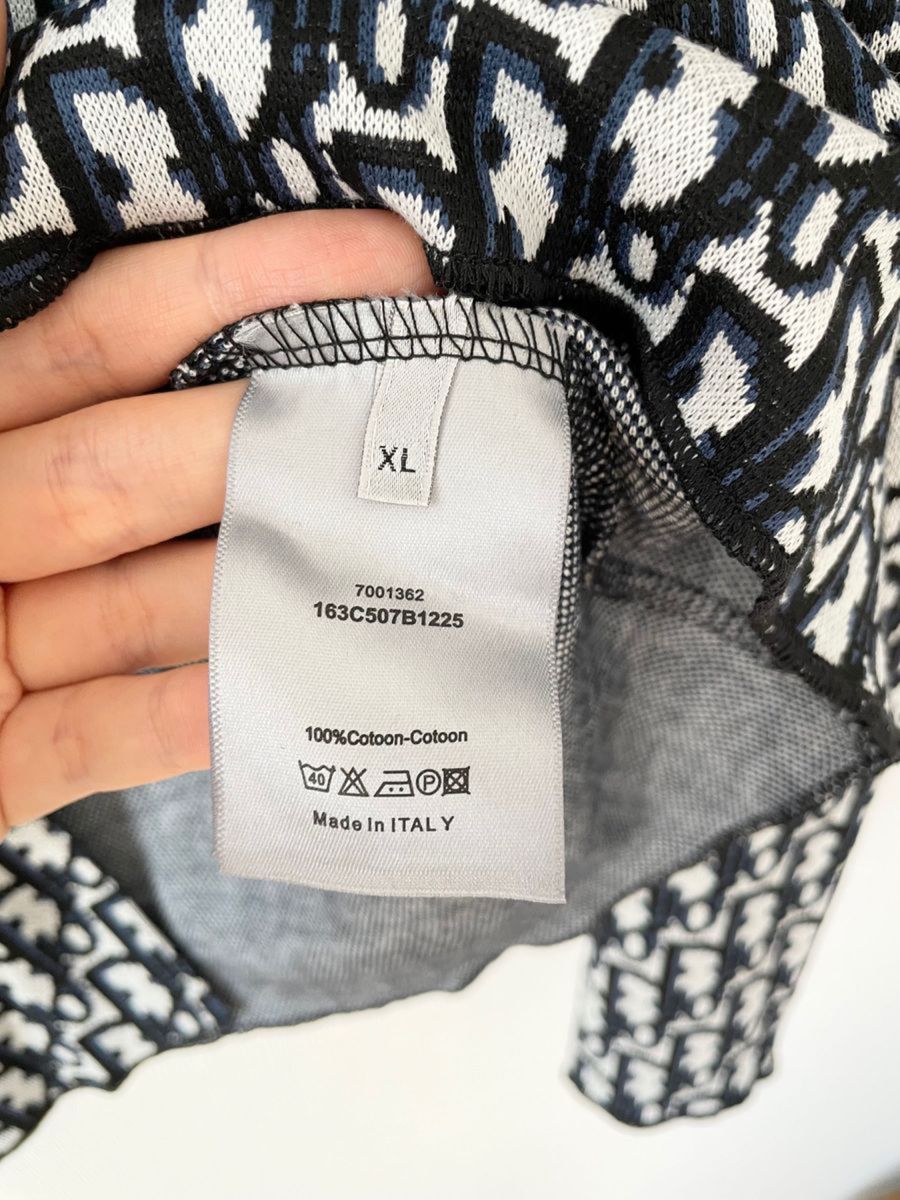 XL
7001362
163C507B1225
100%Cotoon-Cotoon
40 P
Made In ITALY